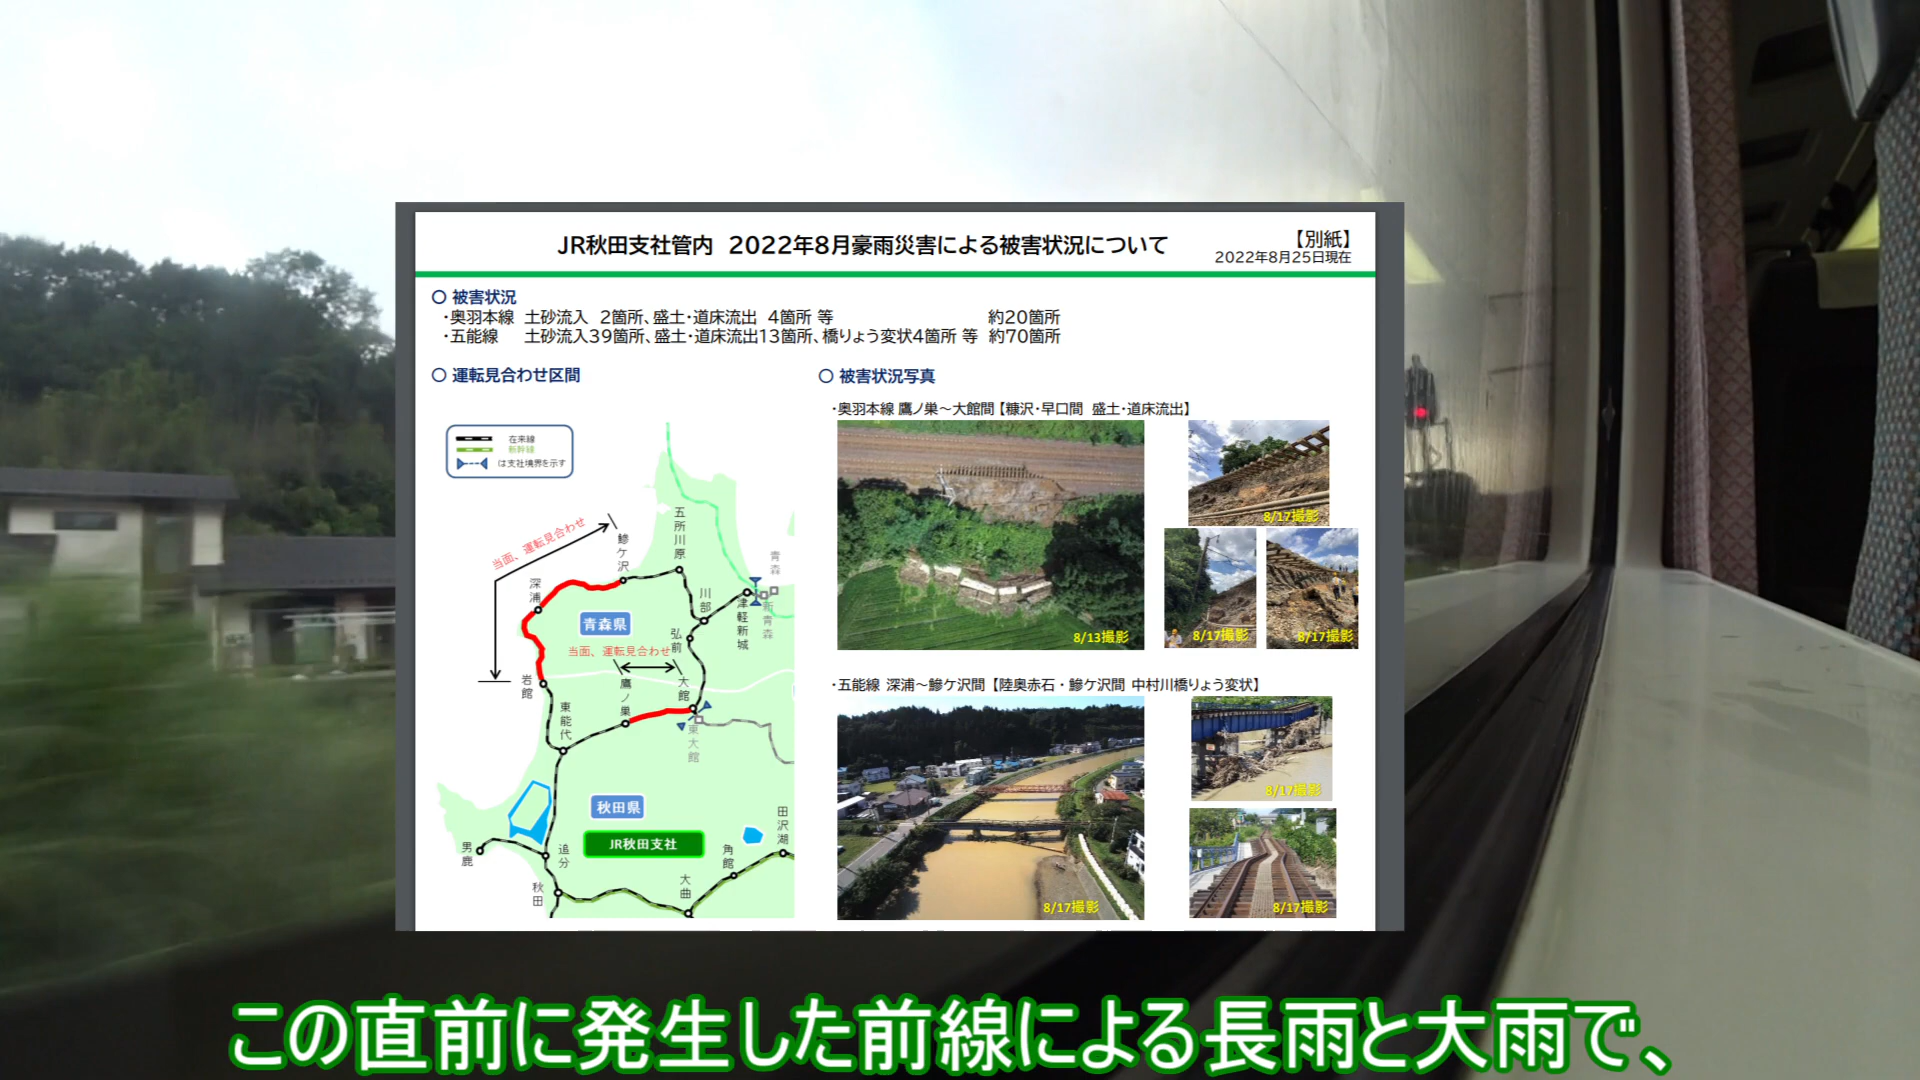 JR秋田支社管内 2022年8月豪雨災害による被害状況について
【別紙】
2022年8月25日現在
〇 被害状況
・奥羽本線 土砂流入 2箇所、盛土・道床流出 4箇所 等 約20箇所
・五能線 土砂流入39箇所、盛土・道床流出13箇所、橋りょう変状4箇所 等 約70箇所
〇 運転見合わせ区間
在来線
新幹線
は支社境界を示す
当面、運転見合わせ
五所川原
鰺ケ沢
深浦
青森
川部
津軽新城
新青森
弘前
青森県
当面、運転見合わせ
大館
鷹ノ巣
岩館
東能代
東大館
秋田県
JR秋田支社
田沢湖
角館
大曲
男鹿
追分
秋田
〇 被害状況写真
・奥羽本線 鷹ノ巣～大館間 【糠沢・早口間 盛土・道床流出】
8/13撮影
8/17撮影
8/17撮影
8/17撮影
・五能線 深浦～鰺ケ沢間 【陸奥赤石・鰺ケ沢間 中村川橋りょう変状】
8/17撮影
8/17撮影
8/17撮影
この直前に発生した前線による長雨と大雨で、